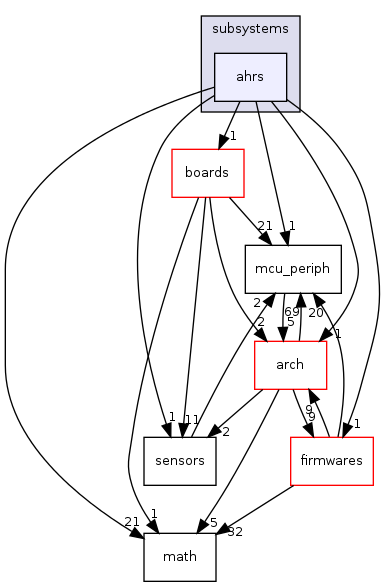 subsystems
ahrs
1
boards
21
1
mcu_periph
2
69
20
2
5
1
arch
9
9
1
11
2
1
sensors
firmwares
21
1
5
32
math